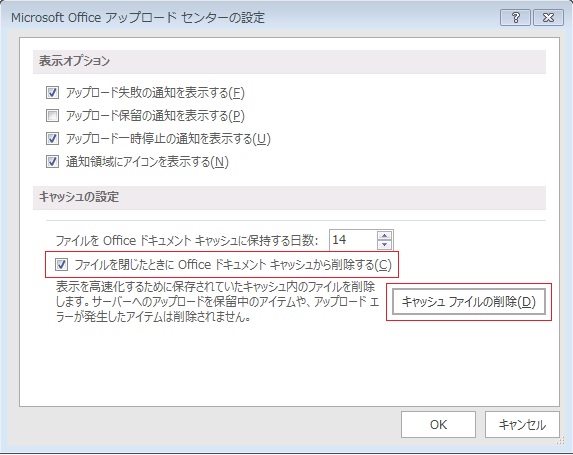 Microsoft Office アップロード センターの設定
表示オプション
アップロード失敗の通知を表示する(F)
アップロード保留の通知を表示する(P)
アップロード一時停止の通知を表示する(U)
通知領域にアイコンを表示する(N)
キャッシュの設定
ファイルを Office ドキュメント キャッシュに保持する日数: 14
ファイルを閉じたときに Office ドキュメント キャッシュから削除する(C)
表示を高速化するために保存されていたキャッシュ内のファイルを削除
します。サーバーへのアップロードを保留中のアイテムや、アップロード エ
ラーが発生したアイテムは削除されません。
キャッシュ ファイルの削除(D)
OK キャンセル